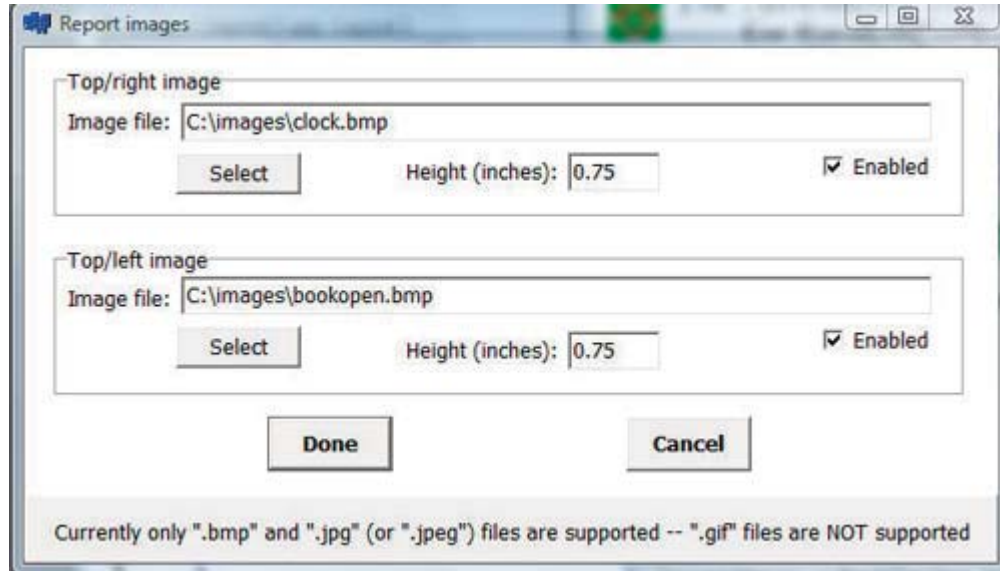 Report images
Top/right image
Image file: C:\images\clock.bmp
Select Height (inches): 0.75 Enabled
Top/left image
Image file: C:\images\bookopen.bmp
Select Height (inches): 0.75 Enabled
Done Cancel
Currently only ".bmp" and ".jpg" (or ".jpeg") files are supported -- ".gif" files are NOT supported